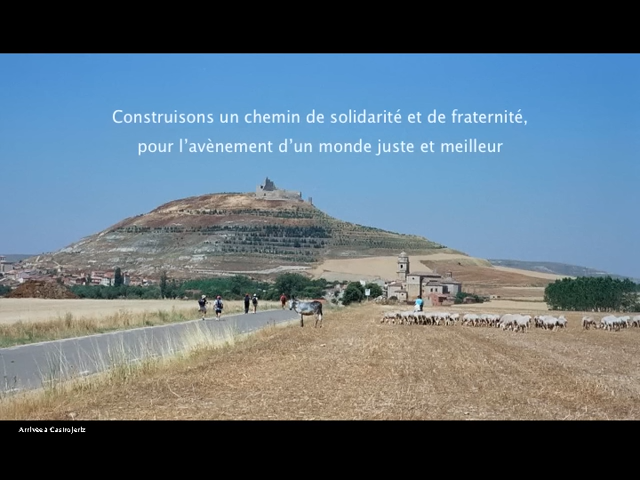 Construisons un chemin de solidarité et de fraternité,
pour l'avènement d'un monde juste et meilleur
Arrivée à Castrojeriz